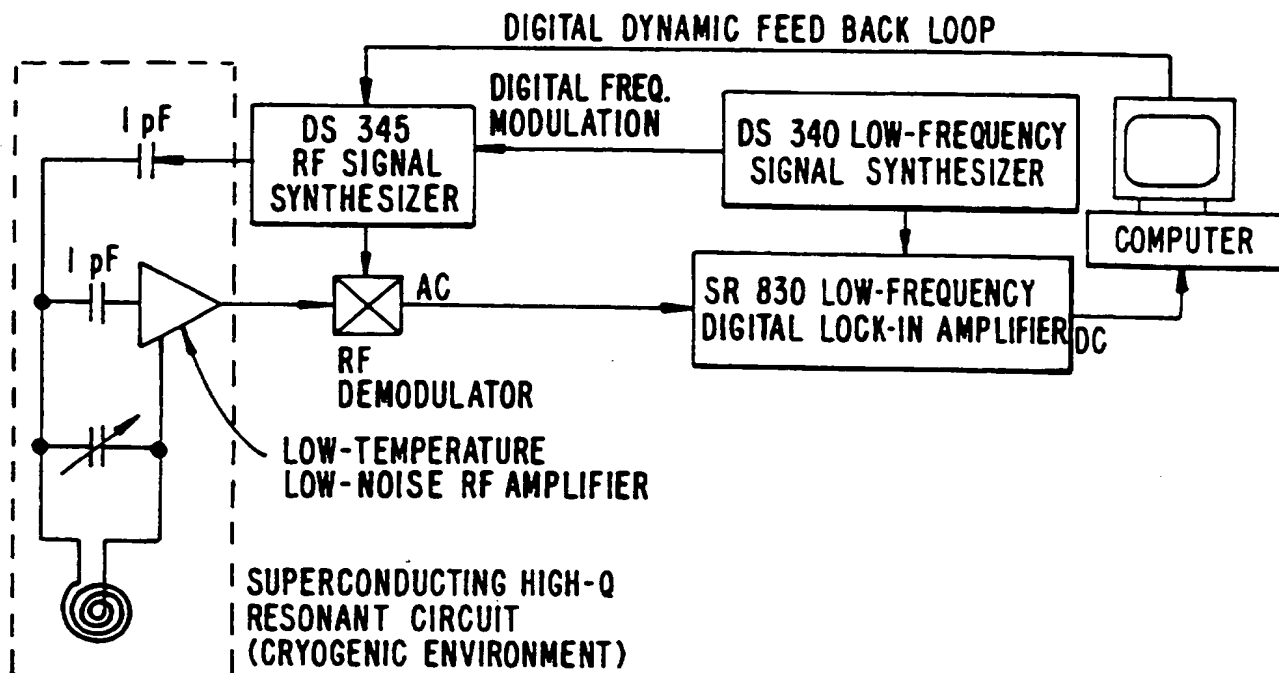 DIGITAL DYNAMIC FEED BACK LOOP
1 pF
DS 345
RF SIGNAL
SYNTHESIZER
DIGITAL FREQ.
MODULATION
DS 340 LOW-FREQUENCY
SIGNAL SYNTHESIZER
COMPUTER
1 pF
AC
SR 830 LOW-FREQUENCY
DIGITAL LOCK-IN AMPLIFIER
DC
RF
DEMODULATOR
LOW-TEMPERATURE
LOW-NOISE RF AMPLIFIER
SUPERCONDUCTING HIGH-Q
RESONANT CIRCUIT
(CRYOGENIC ENVIRONMENT)